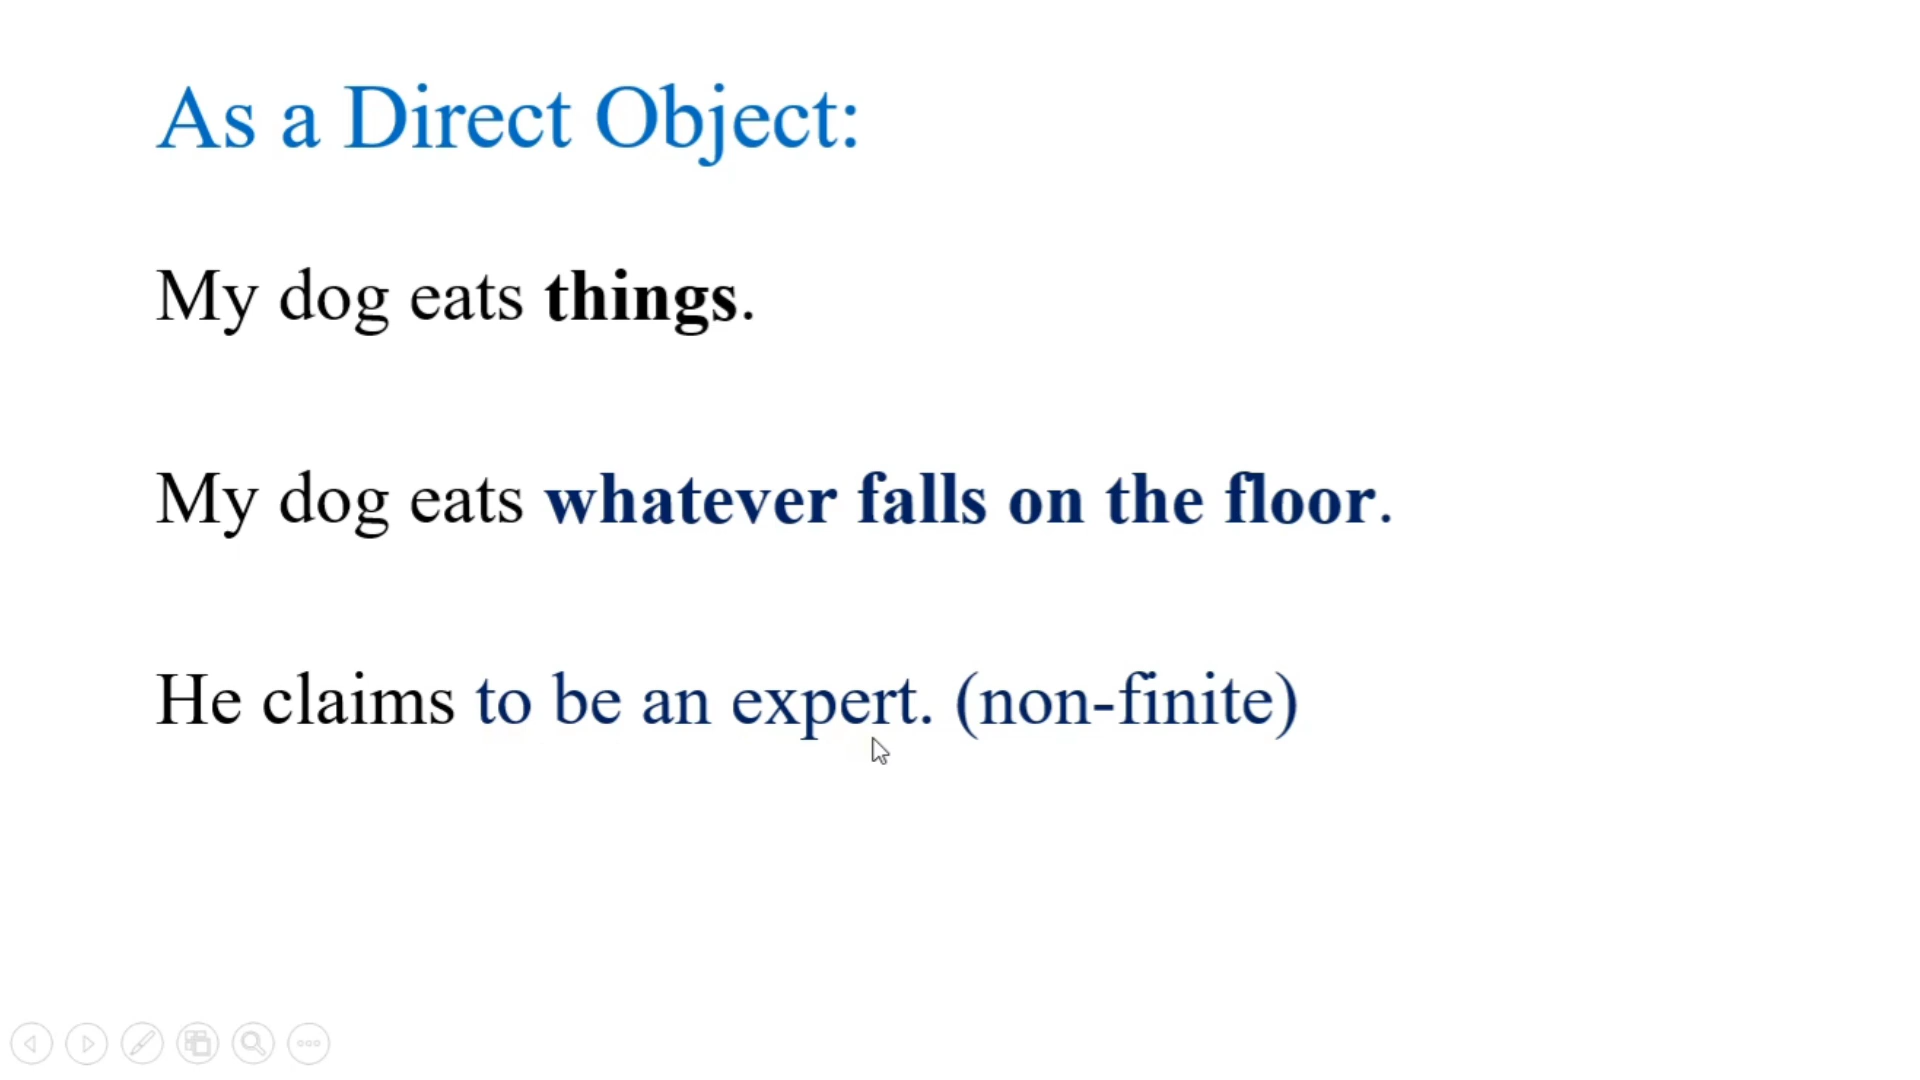 As a Direct Object:
My dog eats things.
My dog eats whatever falls on the floor.
He claims to be an expert. (non-finite)